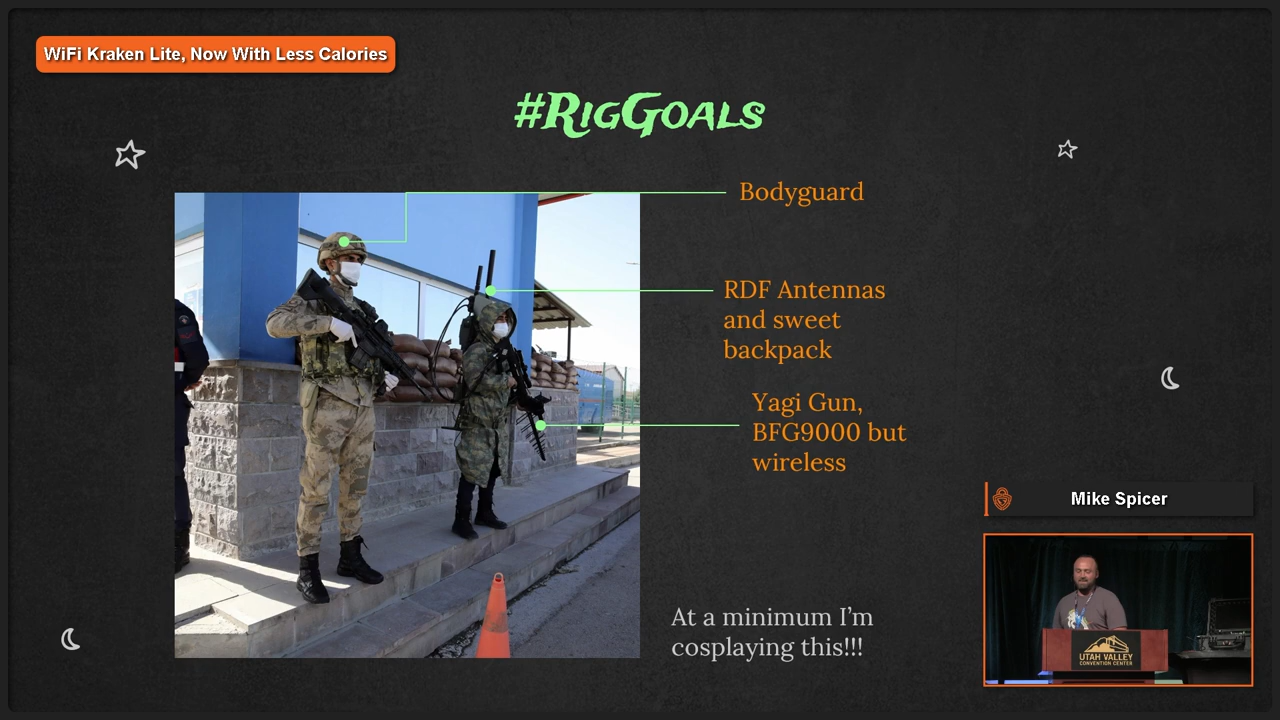 WiFi Kraken Lite, Now With Less Calories
#RigGoals
Bodyguard
RDF Antennas
and sweet
backpack
Yagi Gun,
BFG9000 but
wireless
At a minimum I’m
cosplaying this!!!
Mike Spicer
UTAH VALLEY
CONVENTION CENTER